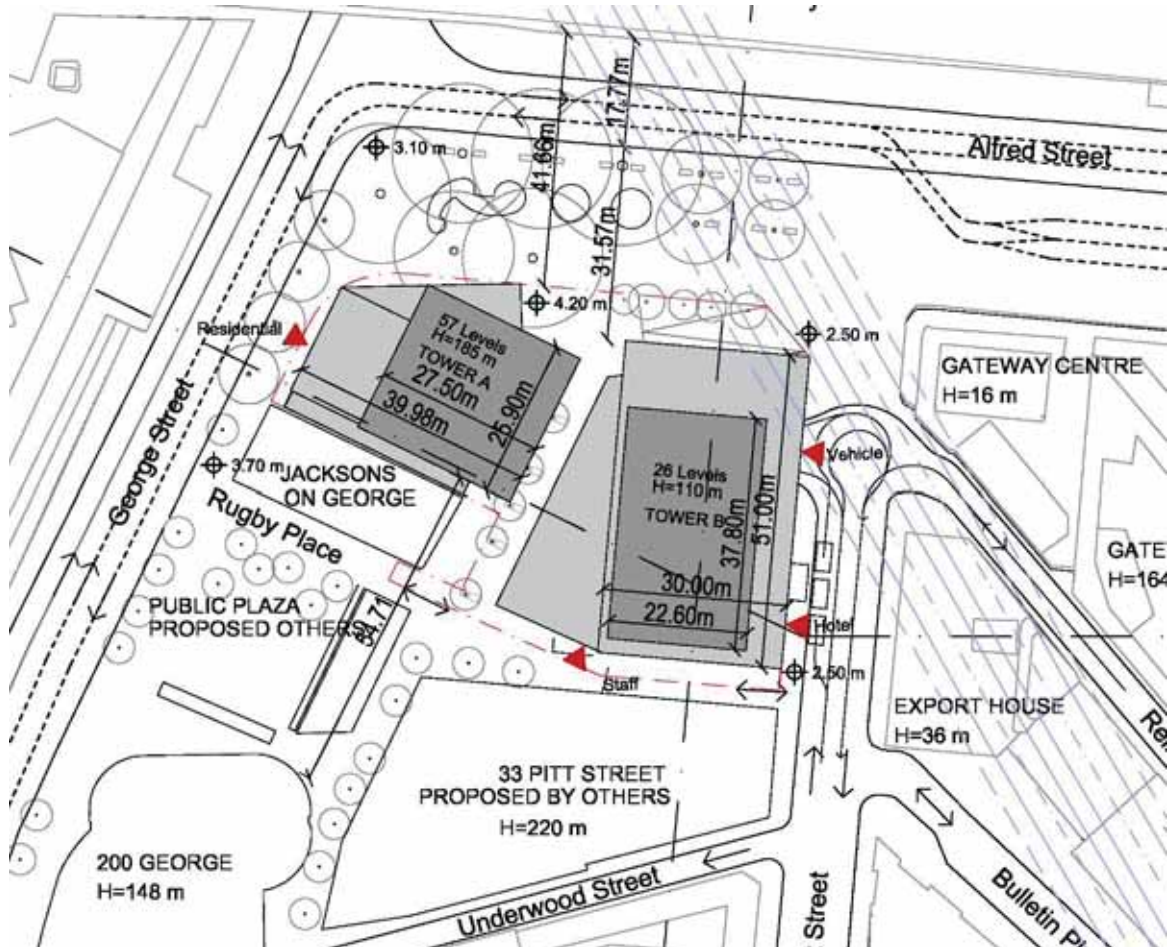 17.77m
41.66m
Alfred Street
3.10 m
31.57m
4.20 m
2.50 m
Residential
57 Levels
H=185 m
TOWER A
27.50m
39.98m
25.90m
GATEWAY CENTRE
H=16 m
George Street
3.70 m
JACKSONS
ON GEORGE
Rugby Place
Vehicle
26 Levels
H=110 m
TOWER B
37.80m
51.00m
30.00m
22.60m
GATE
H=164
PUBLIC PLAZA
PROPOSED OTHERS
Hotel
Staff
2.50 m
EXPORT HOUSE
H=36 m
33 PITT STREET
PROPOSED BY OTHERS
H=220 m
200 GEORGE
H=148 m
Underwood Street
Street
Bulletin